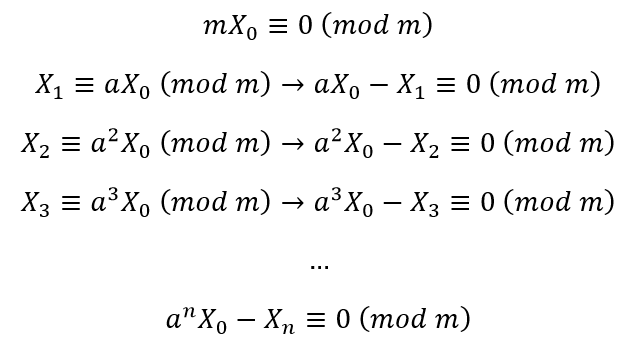 mX₀ ≡ 0 (mod m)
X₁ ≡ aX₀ (mod m) → aX₀ − X₁ ≡ 0 (mod m)
X₂ ≡ a²X₀ (mod m) → a²X₀ − X₂ ≡ 0 (mod m)
X₃ ≡ a³X₀ (mod m) → a³X₀ − X₃ ≡ 0 (mod m)
...
aⁿX₀ − Xₙ ≡ 0 (mod m)